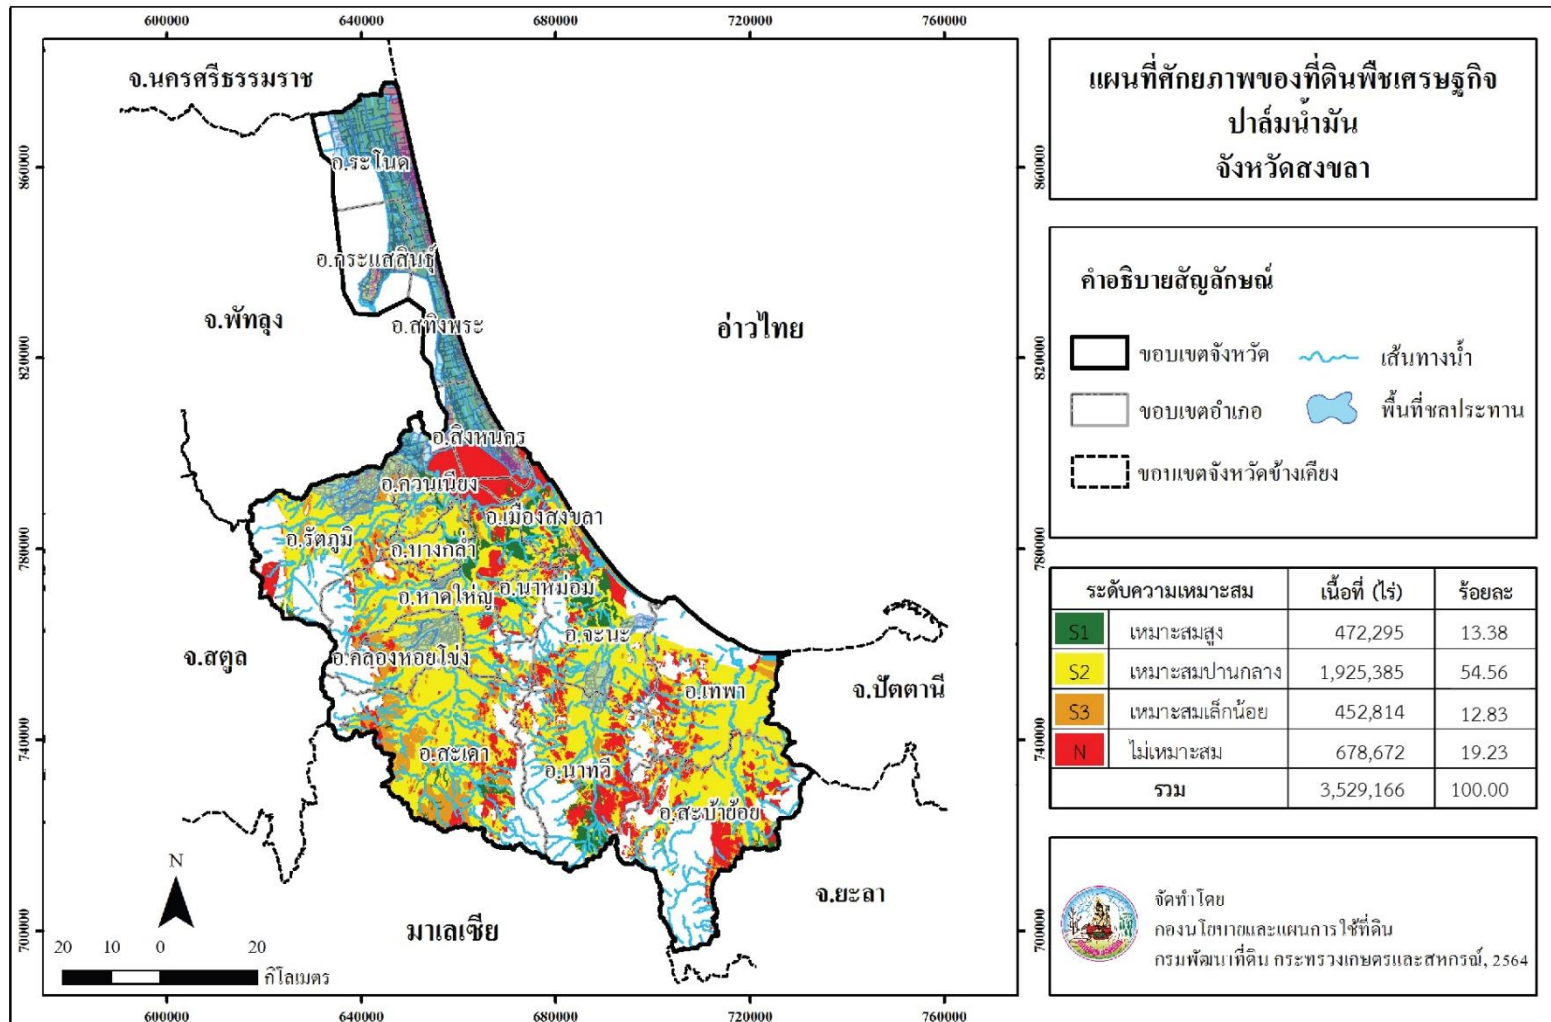 600000 640000 680000 720000 760000
แผนที่ศักยภาพของที่ดินพืชเศรษฐกิจ
ปาล์มน้ำมัน
จังหวัดสงขลา
จ.นครศรีธรรมราช
อ.ระโนด
860000 860000
อ.กระแสสินธุ์
จ.พัทลุง
อ.สทิงพระ
อ่าวไทย
820000 820000
อ.สิงหนคร
อ.ควนเนียง
อ.เมืองสงขลา
อ.รัตภูมิ
อ.บางกล่ำ
780000 780000
อ.หาดใหญ่
อ.นาหม่อม
อ.จะนะ
จ.สตูล
อ.คลองหอยโข่ง
อ.เทพา
จ.ปัตตานี
740000 740000
อ.สะเดา
อ.นาทวี
อ.สะบ้าย้อย
จ.ยะลา
มาเลเซีย
700000 700000
N
20 10 0 20
กิโลเมตร
600000 640000 680000 720000 760000
คำอธิบายสัญลักษณ์
ขอบเขตจังหวัด
เส้นทางน้ำ
ขอบเขตอำเภอ
พื้นที่ชลประทาน
ขอบเขตจังหวัดข้างเคียง
ระดับความเหมาะสม เนื้อที่ (ไร่) ร้อยละ
S1 เหมาะสมสูง 472,295 13.38
S2 เหมาะสมปานกลาง 1,925,385 54.56
S3 เหมาะสมเล็กน้อย 452,814 12.83
N ไม่เหมาะสม 678,672 19.23
รวม 3,529,166 100.00
จัดทำโดย
กองนโยบายและแผนการใช้ที่ดิน
กรมพัฒนาที่ดิน กระทรวงเกษตรและสหกรณ์, 2564